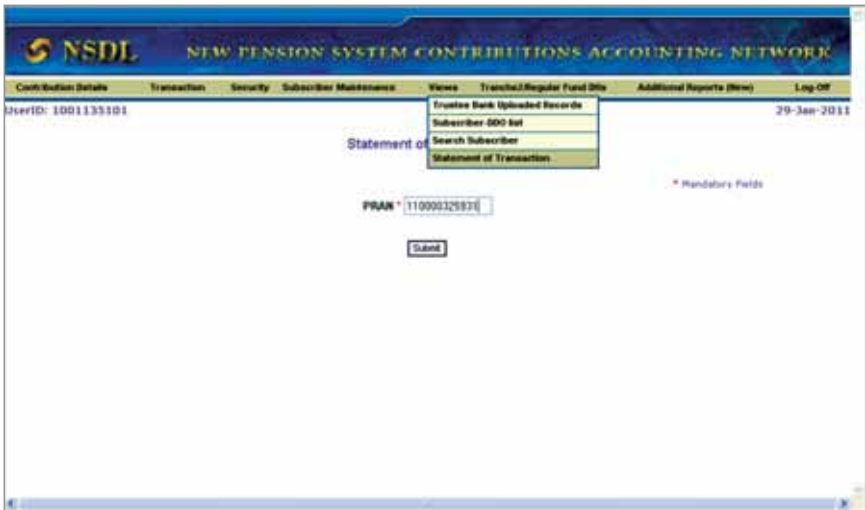 NSDL NEW PENSION SYSTEM CONTRIBUTIONS ACCOUNTING NETWORK
Contribution Details Transaction Security Subscriber Maintenance Views TrancheI/Regular Fund Dtls Additional Reports (New) Log-Off
UserID: 1001135101 29-Jan-2011
Trustee Bank Uploaded Records
Subscriber-DDO list
Search Subscriber
Statement of
Statement of Transaction
* Mandatory Fields
PRAN *
Submit